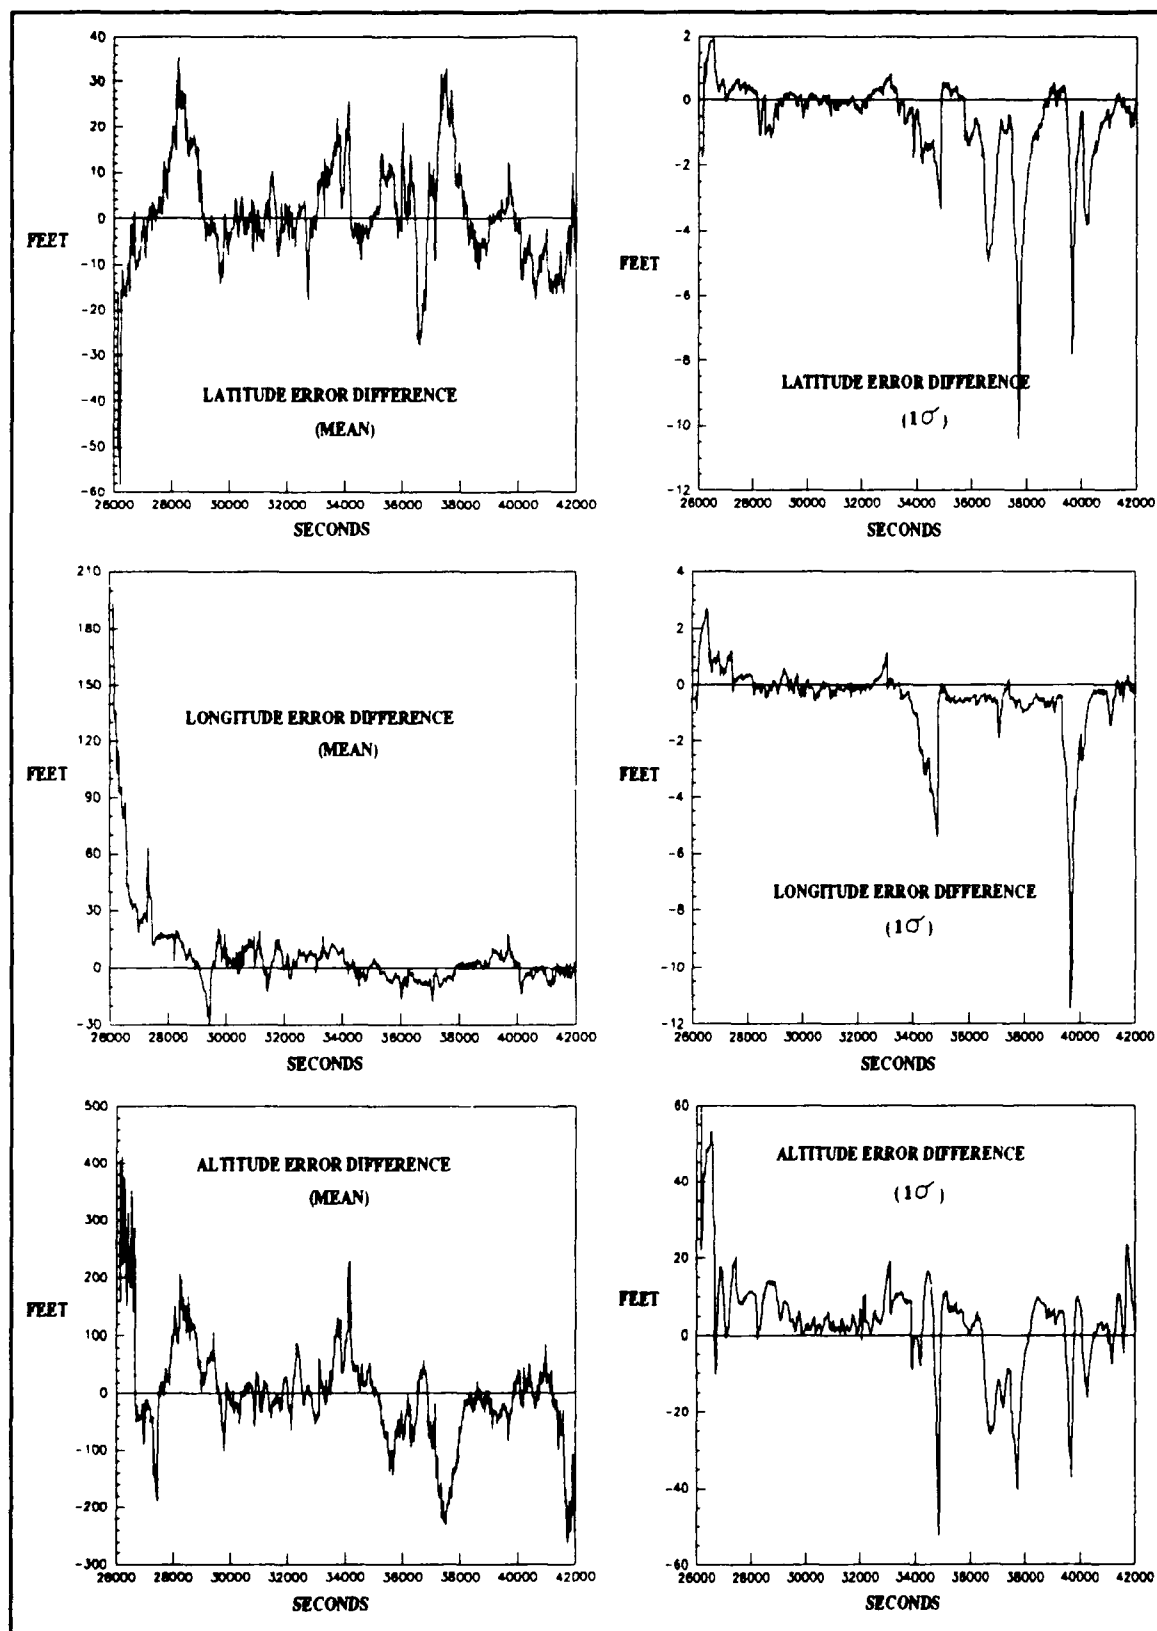 40
30
20
10
0
FEET
-10
-20
-30
-40
-50
-60
LATITUDE ERROR DIFFERENCE
(MEAN)
26000 28000 30000 32000 34000 36000 38000 40000 42000
SECONDS
2
0
-2
-4
FEET
-6
-8
-10
-12
LATITUDE ERROR DIFFERENCE
(1σ)
26000 28000 30000 32000 34000 36000 38000 40000 42000
SECONDS
210
180
150
120
90
FEET
60
30
0
-30
LONGITUDE ERROR DIFFERENCE
(MEAN)
26000 28000 30000 32000 34000 36000 38000 40000 42000
SECONDS
4
2
0
-2
FEET
-4
-6
-8
-10
-12
LONGITUDE ERROR DIFFERENCE
(1σ)
26000 28000 30000 32000 34000 36000 38000 40000 42000
SECONDS
500
400
300
200
FEET
100
0
-100
-200
-300
ALTITUDE ERROR DIFFERENCE
(MEAN)
26000 28000 30000 32000 34000 36000 38000 40000 42000
SECONDS
60
40
20
FEET
0
-20
-40
-60
ALTITUDE ERROR DIFFERENCE
(1σ)
26000 28000 30000 32000 34000 36000 38000 40000 42000
SECONDS